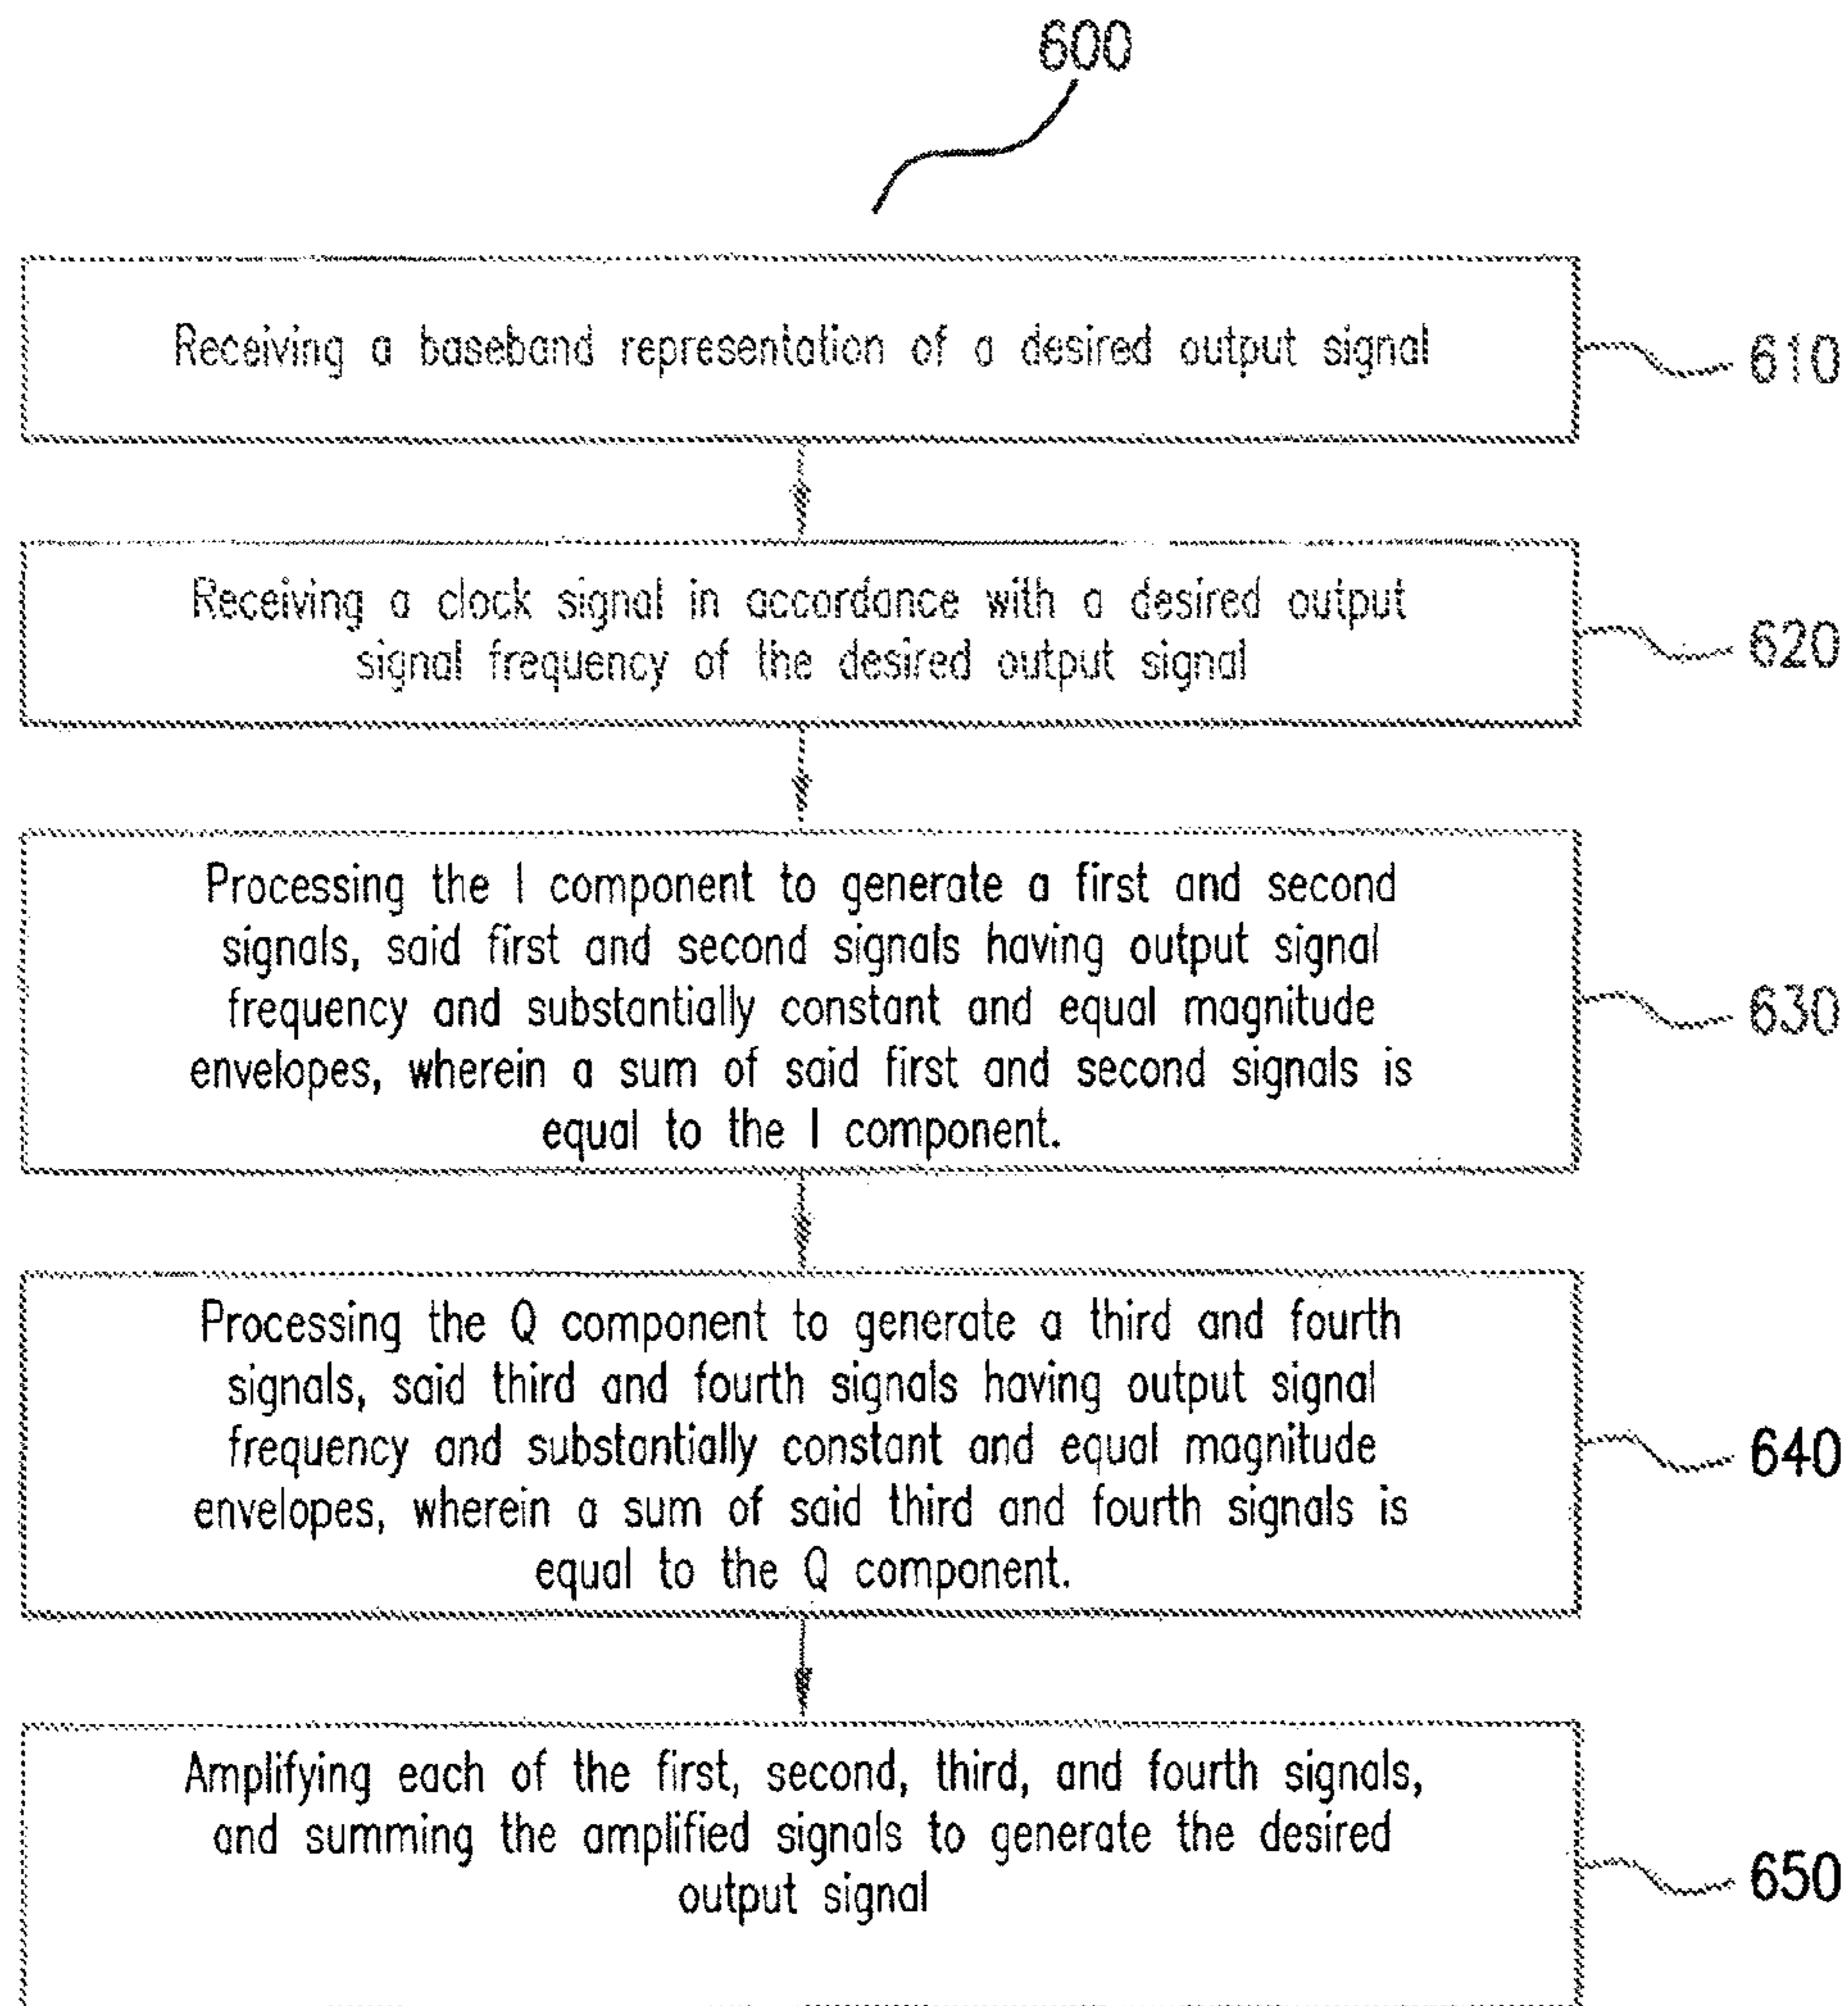 600
Receiving a baseband representation of a desired output signal
610
Receiving a clock signal in accordance with a desired output
signal frequency of the desired output signal
620
Processing the I component to generate a first and second
signals, said first and second signals having output signal
frequency and substantially constant and equal magnitude
envelopes, wherein a sum of said first and second signals is
equal to the I component.
630
Processing the Q component to generate a third and fourth
signals, said third and fourth signals having output signal
frequency and substantially constant and equal magnitude
envelopes, wherein a sum of said third and fourth signals is
equal to the Q component.
640
Amplifying each of the first, second, third, and fourth signals,
and summing the amplified signals to generate the desired
output signal
650